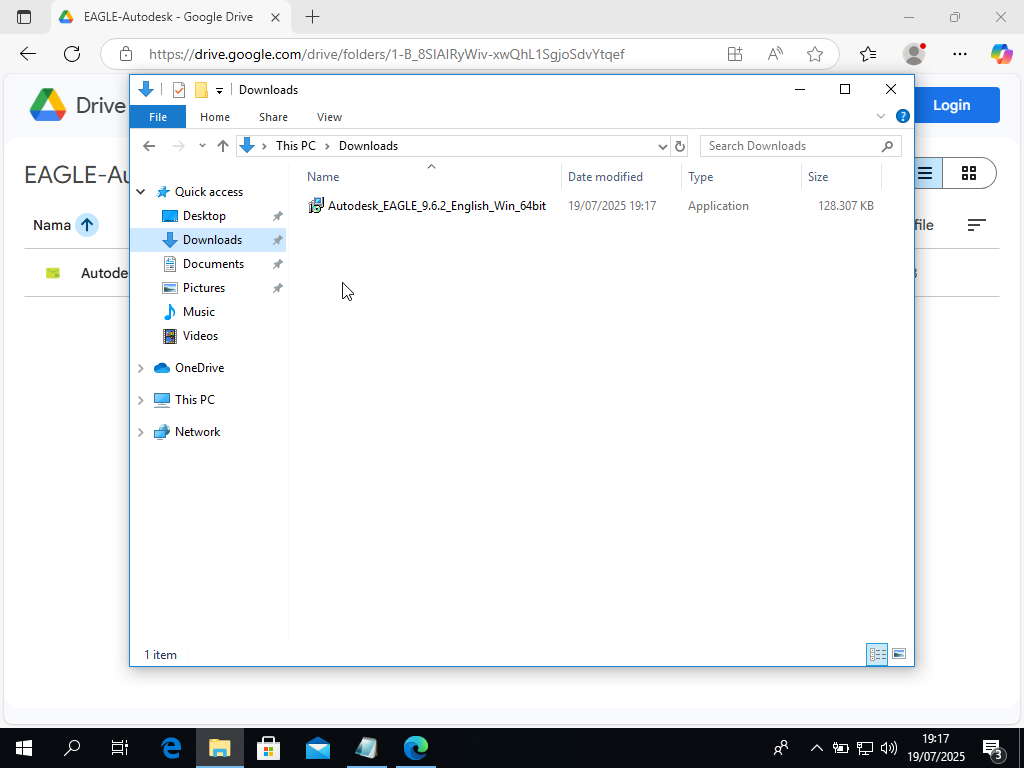 EAGLE-Autodesk - Google Drive
https://drive.google.com/drive/folders/1-B_8SIAIRyWiv-xwQhL1SgjoSdvYtqef
Drive
Login
Downloads
File
Home
Share
View
This PC
Downloads
Search Downloads
EAGLE-Au
Nama
file
Autode
Quick access
Desktop
Downloads
Documents
Pictures
Music
Videos
OneDrive
This PC
Network
Name
Date modified
Type
Size
Autodesk_EAGLE_9.6.2_English_Win_64bit
19/07/2025 19:17
Application
128.307 KB
1 item
19:17
19/07/2025
3